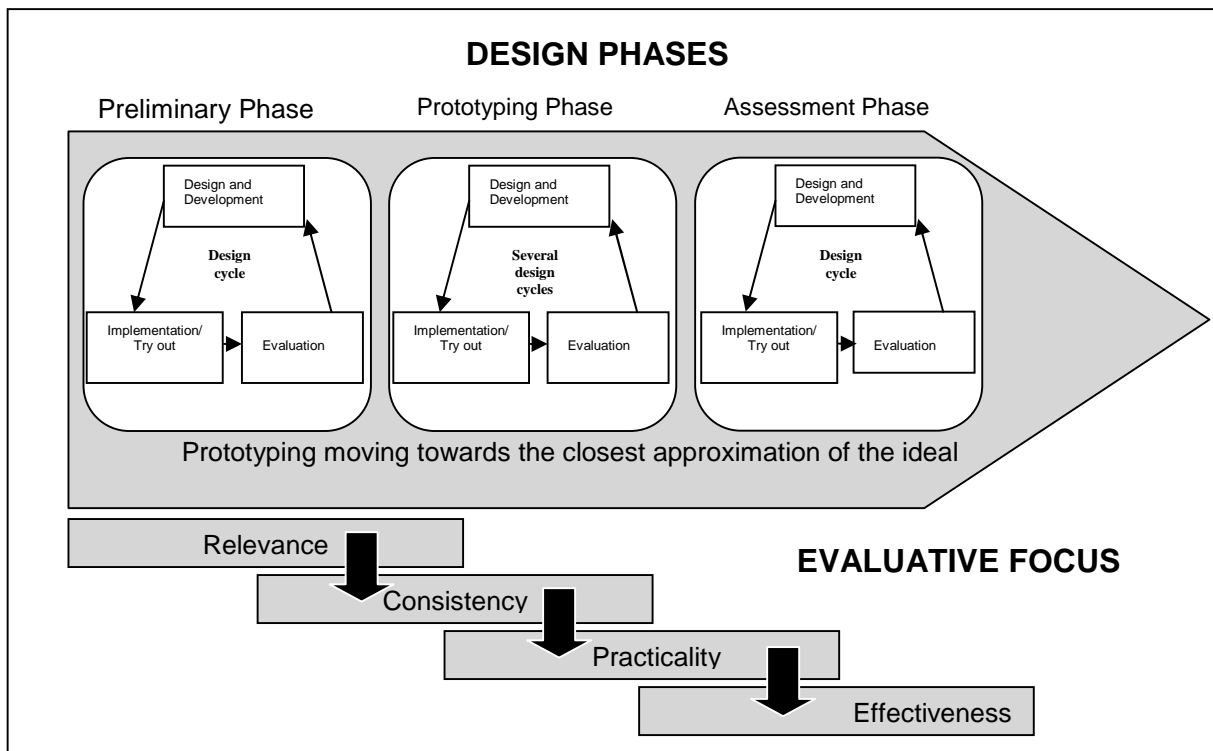 DESIGN PHASES
Preliminary Phase
Prototyping Phase
Assessment Phase
Design and
Development
Design
cycle
Implementation/
Try out
Evaluation
Design and
Development
Several
design
cycles
Implementation/
Try out
Evaluation
Design and
Development
Design
cycle
Implementation/
Try out
Evaluation
Prototyping moving towards the closest approximation of the ideal
Relevance
EVALUATIVE FOCUS
Consistency
Practicality
Effectiveness